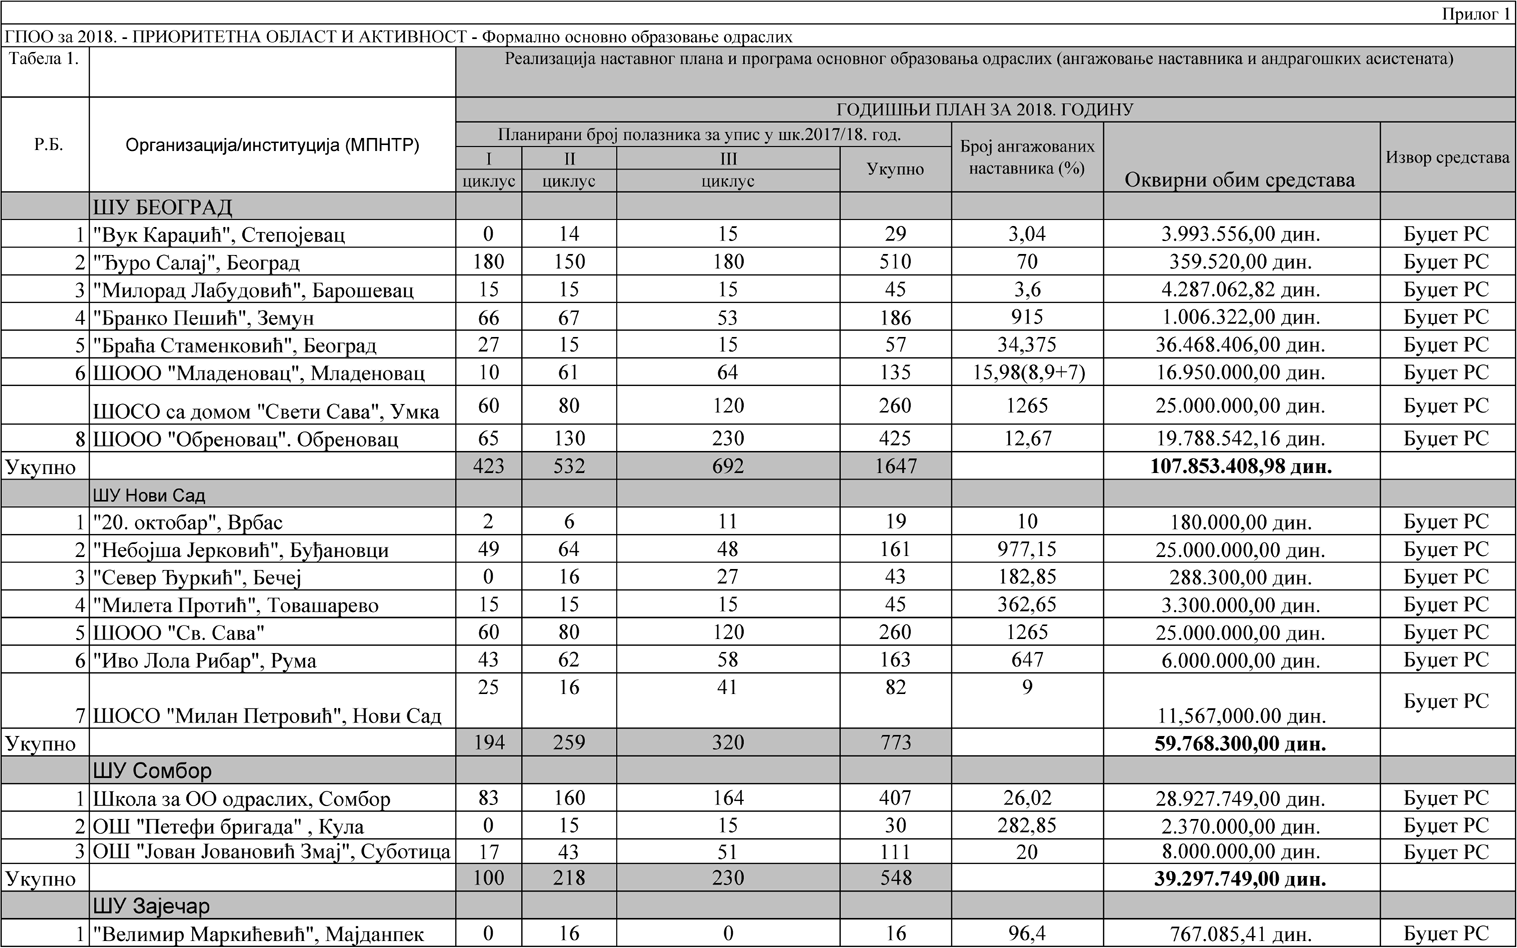 Прилог 1
ГПОО за 2018. - ПРИОРИТЕТНА ОБЛАСТ И АКТИВНОСТ - Формално основно образовање одраслих
Табела 1. Реализација наставног плана и програма основног образовања одраслих (ангажовање наставника и андрагошких асистената)
ГОДИШЊИ ПЛАН ЗА 2018. ГОДИНУ
Р.Б. Организација/институција (МПНТР) Планирани број полазника за упис у шк.2017/18. год. Број ангажованих наставника (%) Оквирни обим средстава Извор средстава
I II III Укупно
циклус циклус циклус
ШУ БЕОГРАД
1 "Вук Караџић", Степојевац 0 14 15 29 3,04 3.993.556,00 дин. Буџет РС
2 "Ђуро Салај", Београд 180 150 180 510 70 359.520,00 дин. Буџет РС
3 "Милорад Лабудовић", Барошевац 15 15 15 45 3,6 4.287.062,82 дин. Буџет РС
4 "Бранко Пешић", Земун 66 67 53 186 915 1.006.322,00 дин. Буџет РС
5 "Браћа Стаменковић", Београд 27 15 15 57 34,375 36.468.406,00 дин. Буџет РС
6 ШООО "Младеновац", Младеновац 10 61 64 135 15,98(8,9+7) 16.950.000,00 дин. Буџет РС
ШОСО са домом "Свети Сава", Умка 60 80 120 260 1265 25.000.000,00 дин. Буџет РС
8 ШООО "Обреновац". Обреновац 65 130 230 425 12,67 19.788.542,16 дин. Буџет РС
Укупно 423 532 692 1647 107.853.408,98 дин.
ШУ Нови Сад
1 "20. октобар", Врбас 2 6 11 19 10 180.000,00 дин. Буџет РС
2 "Небојша Јерковић", Буђановци 49 64 48 161 977,15 25.000.000,00 дин. Буџет РС
3 "Север Ђуркић", Бечеј 0 16 27 43 182,85 288.300,00 дин. Буџет РС
4 "Милета Протић", Товашарево 15 15 15 45 362,65 3.300.000,00 дин. Буџет РС
5 ШООО "Св. Сава" 60 80 120 260 1265 25.000.000,00 дин. Буџет РС
6 "Иво Лола Рибар", Рума 43 62 58 163 647 6.000.000,00 дин. Буџет РС
7 ШОСО "Милан Петровић", Нови Сад 25 16 41 82 9 11,567,000.00 дин. Буџет РС
Укупно 194 259 320 773 59.768.300,00 дин.
ШУ Сомбор
1 Школа за ОО одраслих, Сомбор 83 160 164 407 26,02 28.927.749,00 дин. Буџет РС
2 ОШ "Петефи бригада" , Кула 0 15 15 30 282,85 2.370.000,00 дин. Буџет РС
3 ОШ "Јован Јовановић Змај", Суботица 17 43 51 111 20 8.000.000,00 дин. Буџет РС
Укупно 100 218 230 548 39.297.749,00 дин.
ШУ Зајечар
1 "Велимир Маркићевић", Мајданпек 0 16 0 16 96,4 767.085,41 дин. Буџет РС